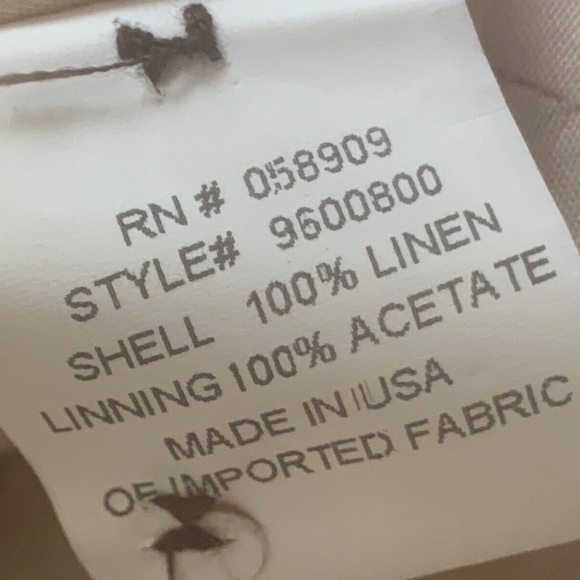 RN # 058909
STYLE# 9600800
SHELL 100% LINEN
LINNING 100% ACETATE
MADE IN USA
OF IMPORTED FABRIC